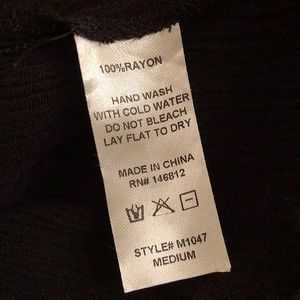 100%RAYON
HAND WASH
WITH COLD WATER
DO NOT BLEACH
LAY FLAT TO DRY
MADE IN CHINA
RN# 146812
STYLE# M1047
MEDIUM